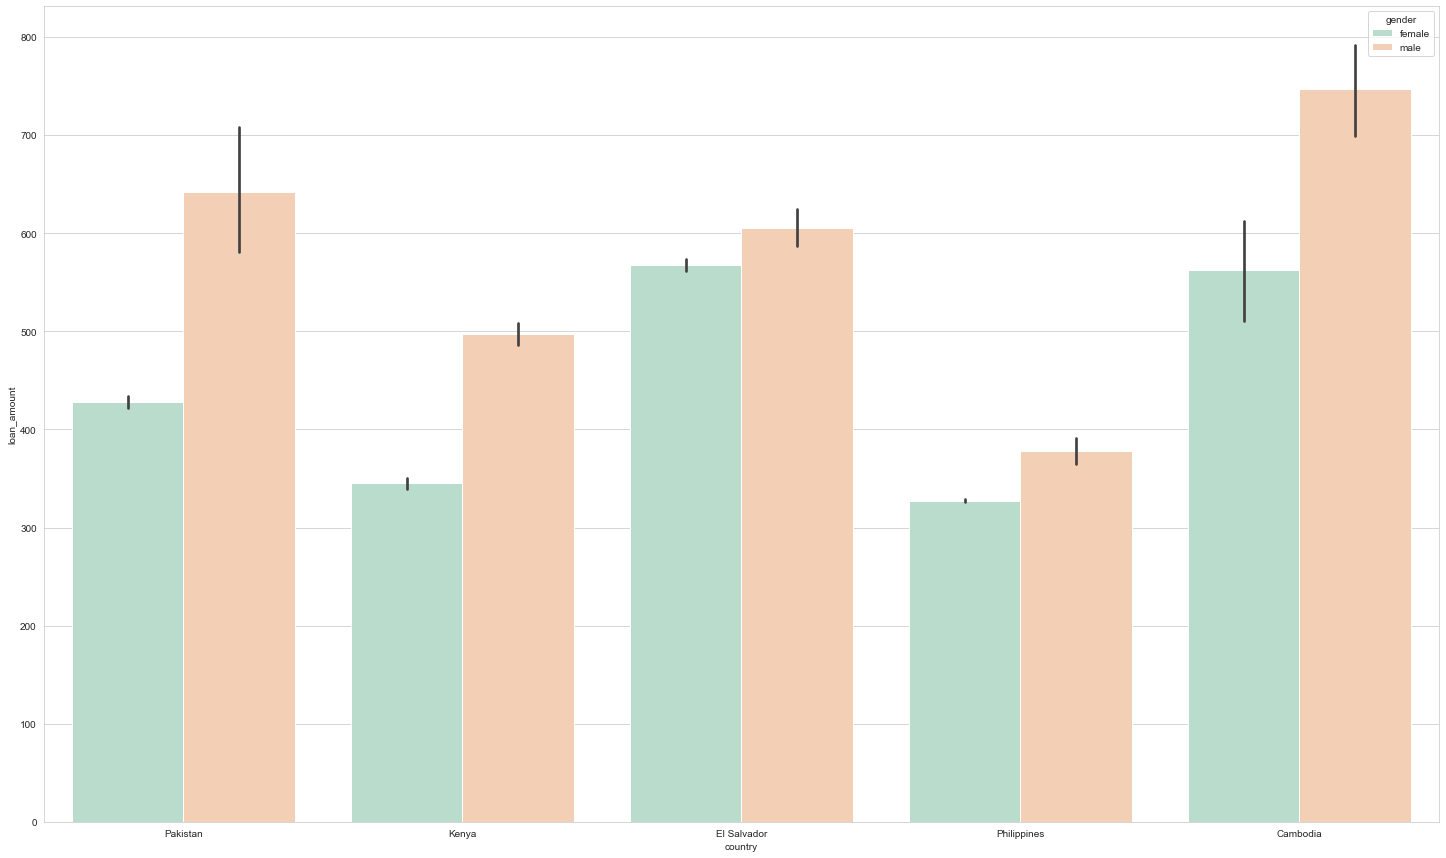 gender
female
male
800
700
600
500
400
300
200
100
0
loan_amount
Pakistan
Kenya
El Salvador
Philippines
Cambodia
country